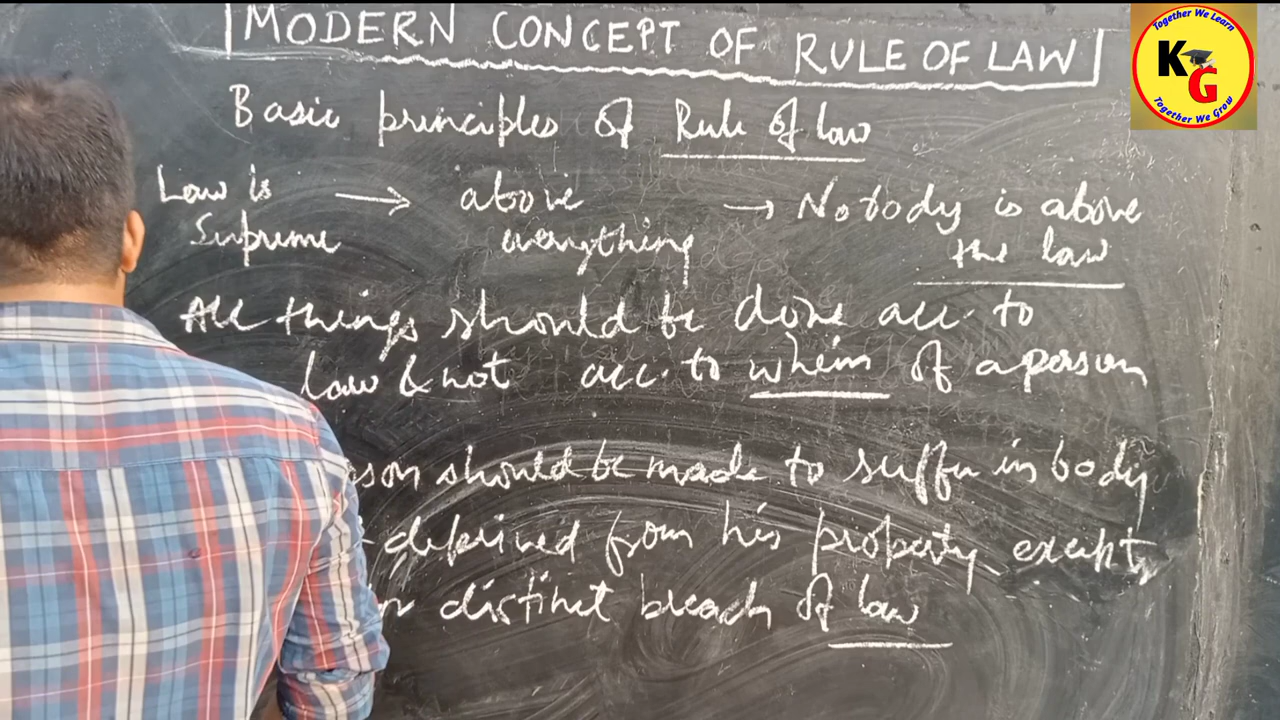 MODERN CONCEPT OF RULE OF LAW
Basic principles of Rule of law
Law is → above → Nobody is above
Supreme everything the law
All things should be done acc. to
law & not acc. to whim of a person
son should be made to suffer in body
deprived from his property except
distinct breach of law
Together We Learn
KG
Together We Grow